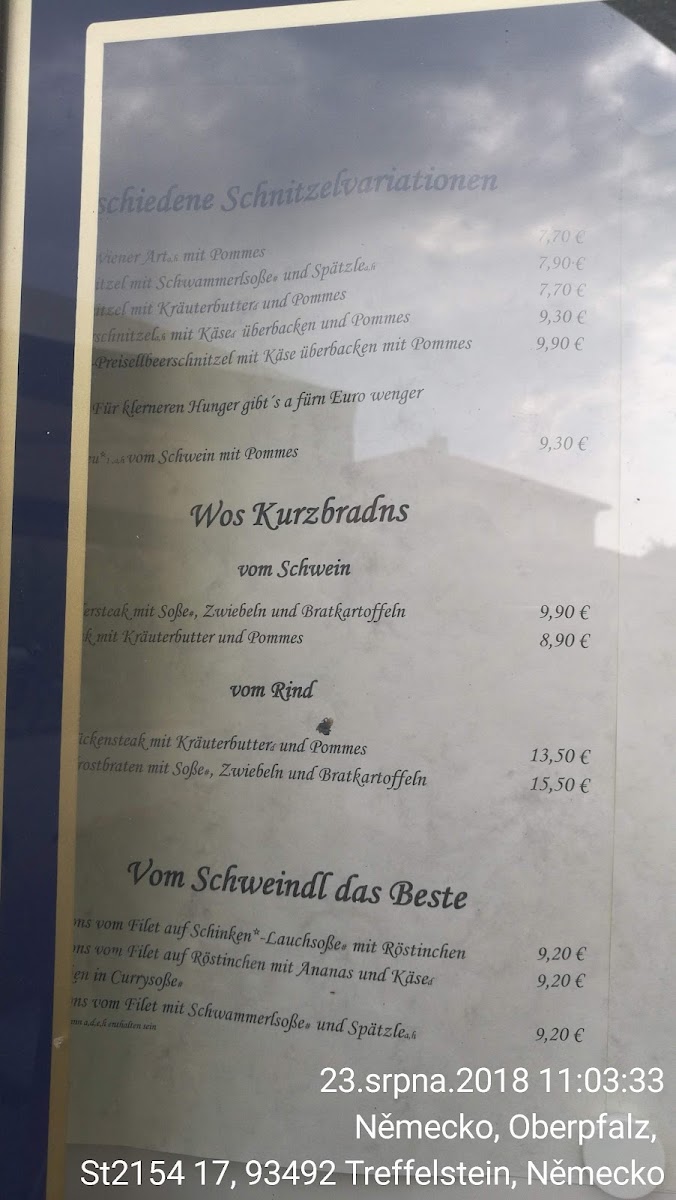 schiedene Schnitzelvariationen
Wiener Art a,h mit Pommes 7,70 €
itzel mit Schwammerlsoße e und Spätzle a,h 7,90 €
itzel mit Kräuterbutter d und Pommes 7,70 €
schnitzel mit Käse d überbacken und Pommes 9,30 €
-Preisellbeerschnitzel mit Käse überbacken mit Pommes 9,90 €
Für klerneren Hunger gibt´s a fürn Euro wenger
vom Schwein mit Pommes 9,30 €
Wos Kurzbradns
vom Schwein
ersteak mit Soße e, Zwiebeln und Bratkartoffeln 9,90 €
k mit Kräuterbutter und Pommes 8,90 €
vom Rind
ückensteak mit Kräuterbutter d und Pommes 13,50 €
rostbraten mit Soße e, Zwiebeln und Bratkartoffeln 15,50 €
Vom Schweindl das Beste
ons vom Filet auf Schinken*-Lauchsoße e mit Röstinchen 9,20 €
ons vom Filet auf Röstinchen mit Ananas und Käse d 9,20 €
en in Currysoße e
ons vom Filet mit Schwammerlsoße e und Spätzle a,h 9,20 €
ann a,d,e,h enthalten sein
23.srpna.2018 11:03:33
Německo, Oberpfalz,
St2154 17, 93492 Treffelstein, Německo